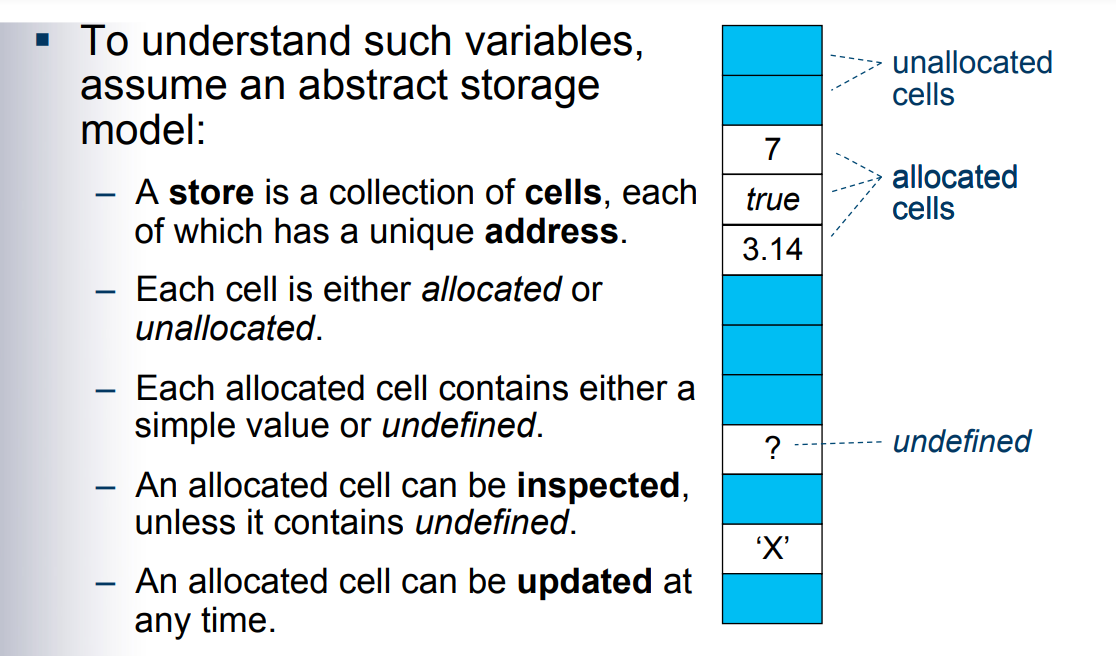 ▪ To understand such variables,
assume an abstract storage
model:
– A store is a collection of cells, each
of which has a unique address.
– Each cell is either allocated or
unallocated.
– Each allocated cell contains either a
simple value or undefined.
– An allocated cell can be inspected,
unless it contains undefined.
– An allocated cell can be updated at
any time.
unallocated
cells
7
true
3.14
allocated
cells
?
undefined
‘X’